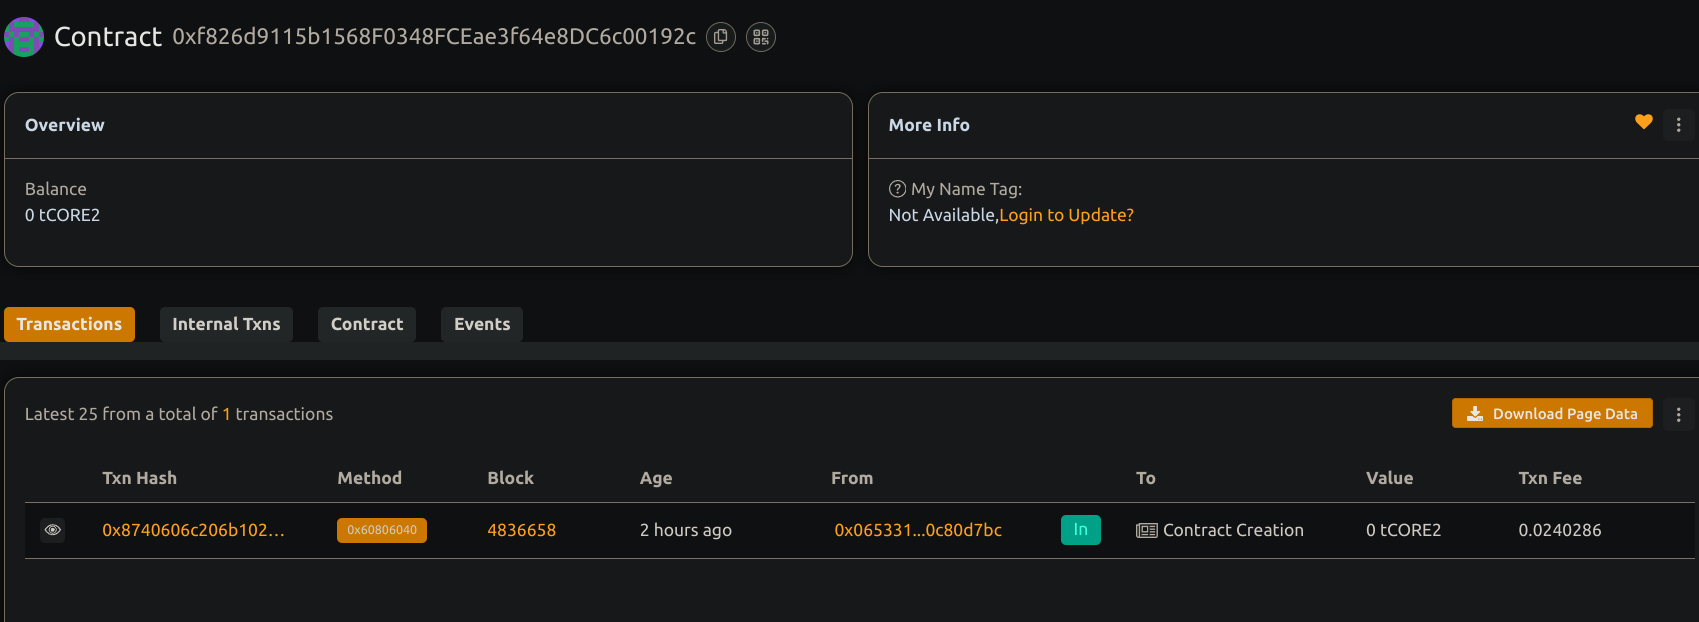 Contract 0xf826d9115b1568F0348FCEae3f64e8DC6c00192c
Overview
More Info
Balance
0 tCORE2
My Name Tag:
Not Available,Login to Update?
Transactions
Internal Txns
Contract
Events
Latest 25 from a total of 1 transactions
Download Page Data
Txn Hash Method Block Age From To Value Txn Fee
0x8740606c206b102... 0x60806040 4836658 2 hours ago 0x065331...0c80d7bc In Contract Creation 0 tCORE2 0.0240286